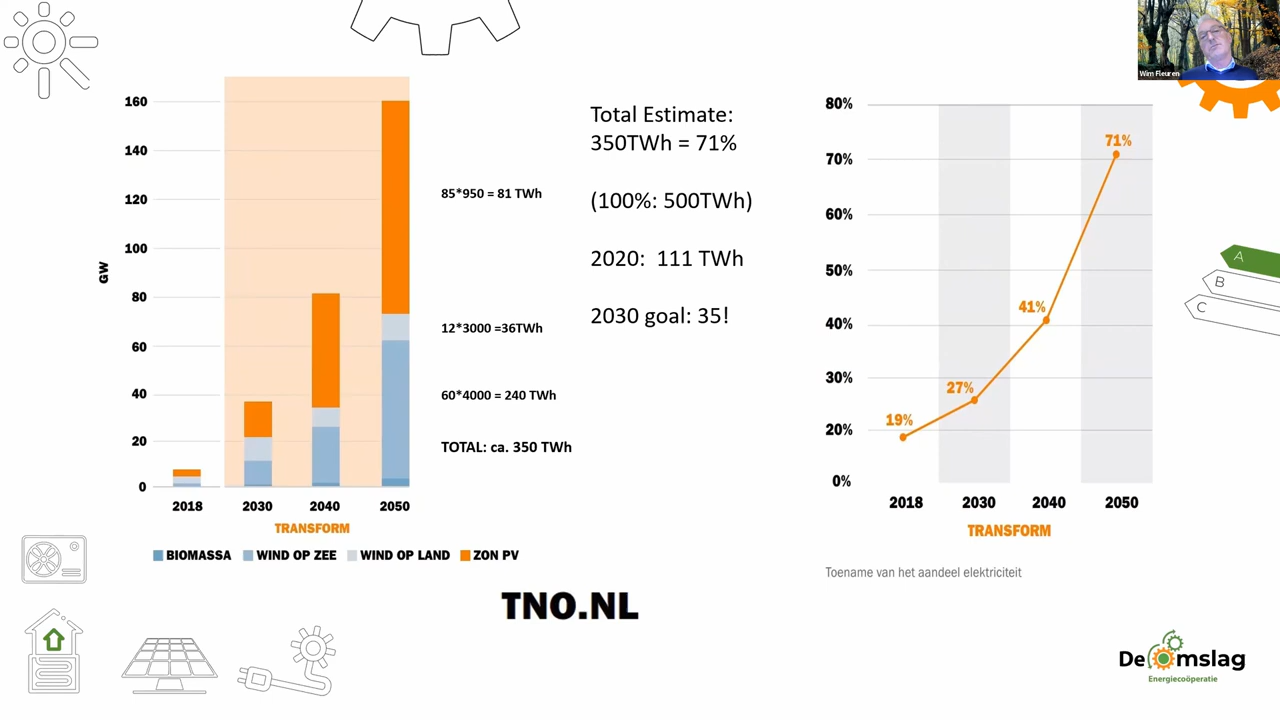 160
140
120
100
80
60
40
20
0
GW
2018
2030
2040
2050
TRANSFORM
BIOMASSA
WIND OP ZEE
WIND OP LAND
ZON PV
85*950 = 81 TWh
12*3000 =36TWh
60*4000 = 240 TWh
TOTAL: ca. 350 TWh
Total Estimate:
350TWh = 71%
(100%: 500TWh)
2020: 111 TWh
2030 goal: 35!
TNO.NL
80%
70%
60%
50%
40%
30%
20%
0%
19%
27%
41%
71%
2018
2030
2040
2050
TRANSFORM
Toename van het aandeel elektriciteit
Wim Fleuren
A
B
C
De Omslag
Energiecoöperatie